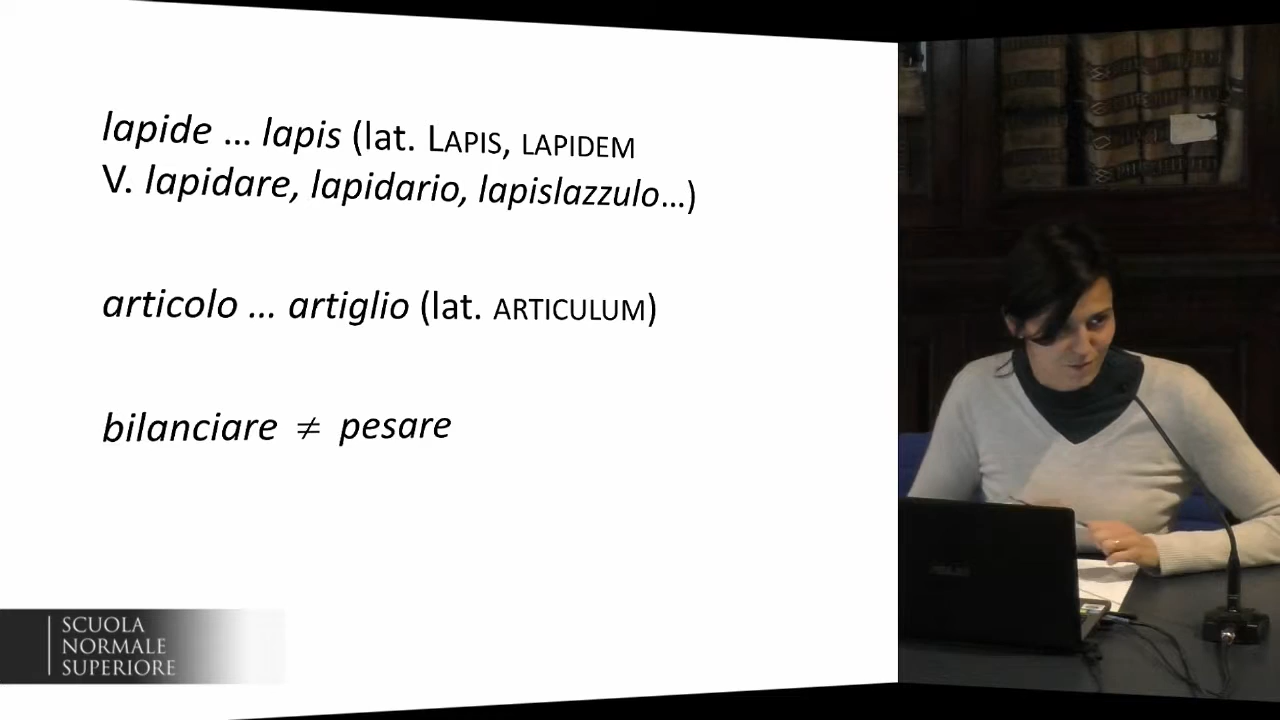 lapide ... lapis (lat. LAPIS, LAPIDEM
V. lapidare, lapidario, lapislazzulo...)
articolo ... artiglio (lat. ARTICULUM)
bilanciare ≠ pesare
SCUOLA
NORMALE
SUPERIORE